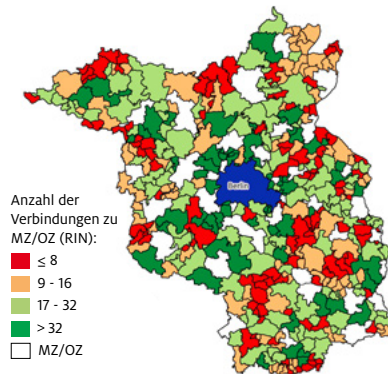 Berlin
Anzahl der
Verbindungen zu
MZ/OZ (RIN):
≤ 8
9 - 16
17 - 32
> 32
MZ/OZ